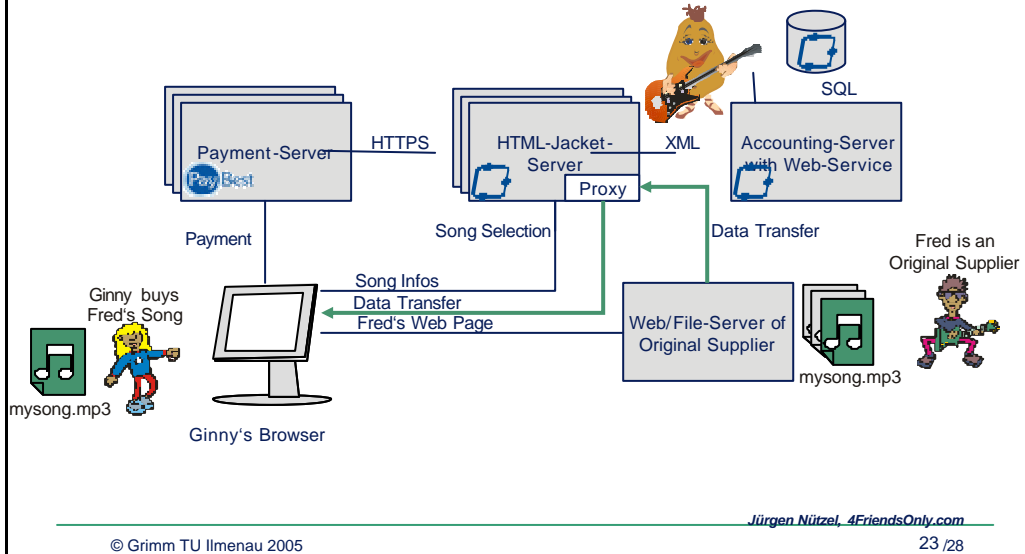 SQL
Payment-Server
HTTPS
HTML-Jacket-
Server
XML
Accounting-Server
with Web-Service
PayBest
Proxy
Payment
Song Selection
Data Transfer
Fred is an
Original Supplier
Song Infos
Data Transfer
Fred's Web Page
Ginny buys
Fred's Song
Web/File-Server of
Original Supplier
mysong.mp3
mysong.mp3
Ginny's Browser
Jürgen Nützel, 4FriendsOnly.com
© Grimm TU Ilmenau 2005
23 /28